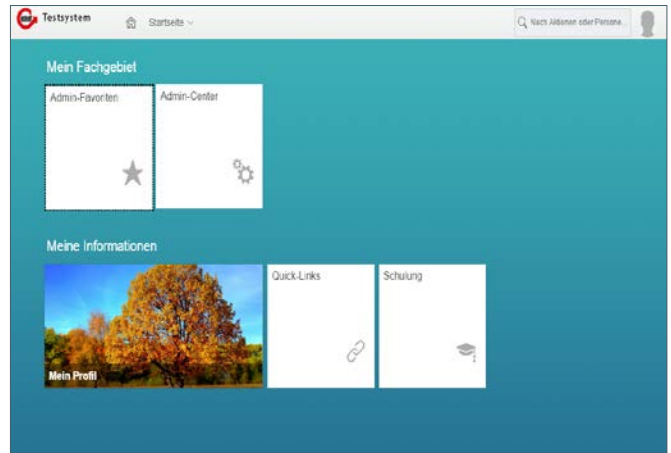 Testsystem
Startseite
Nach Aktionen oder Persone...
Mein Fachgebiet
Admin-Favoriten
Admin-Center
Meine Informationen
Quick-Links
Schulung
Mein Profil